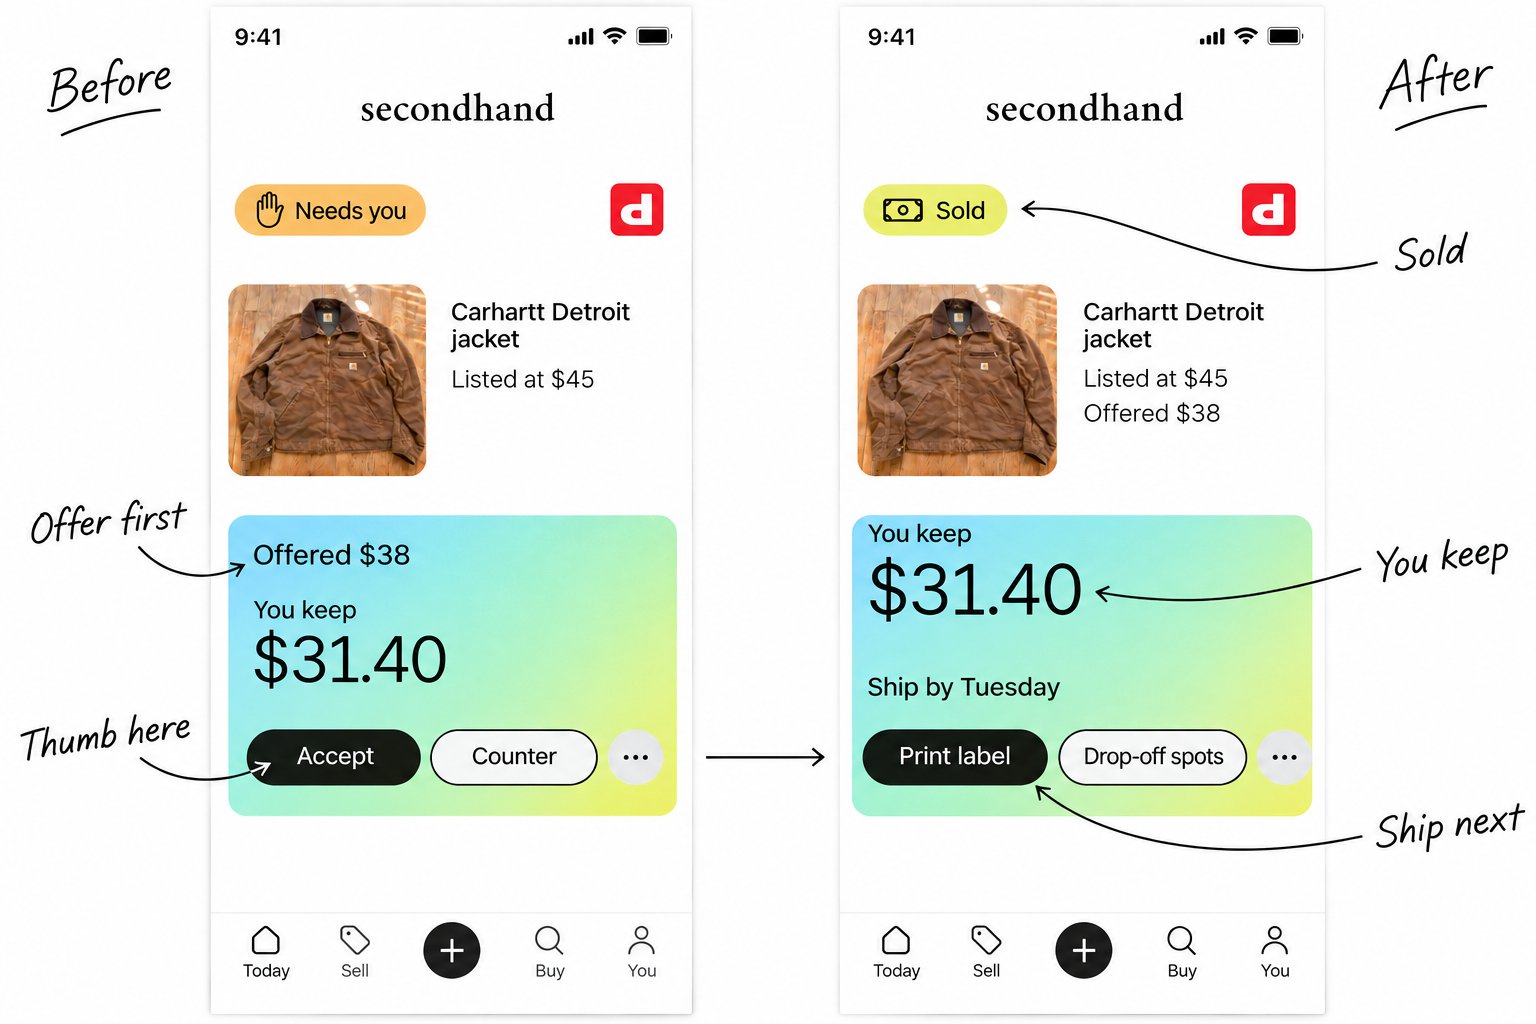 Before
9:41
secondhand
Needs you
d
Carhartt Detroit
jacket
Listed at $45
Offer first
Offered $38
You keep
$31.40
Thumb here
Accept
Counter
Today
Sell
Buy
You
After
9:41
secondhand
Sold
d
Sold
Carhartt Detroit
jacket
Listed at $45
Offered $38
You keep
$31.40
You keep
Ship by Tuesday
Print label
Drop-off spots
Ship next
Today
Sell
Buy
You